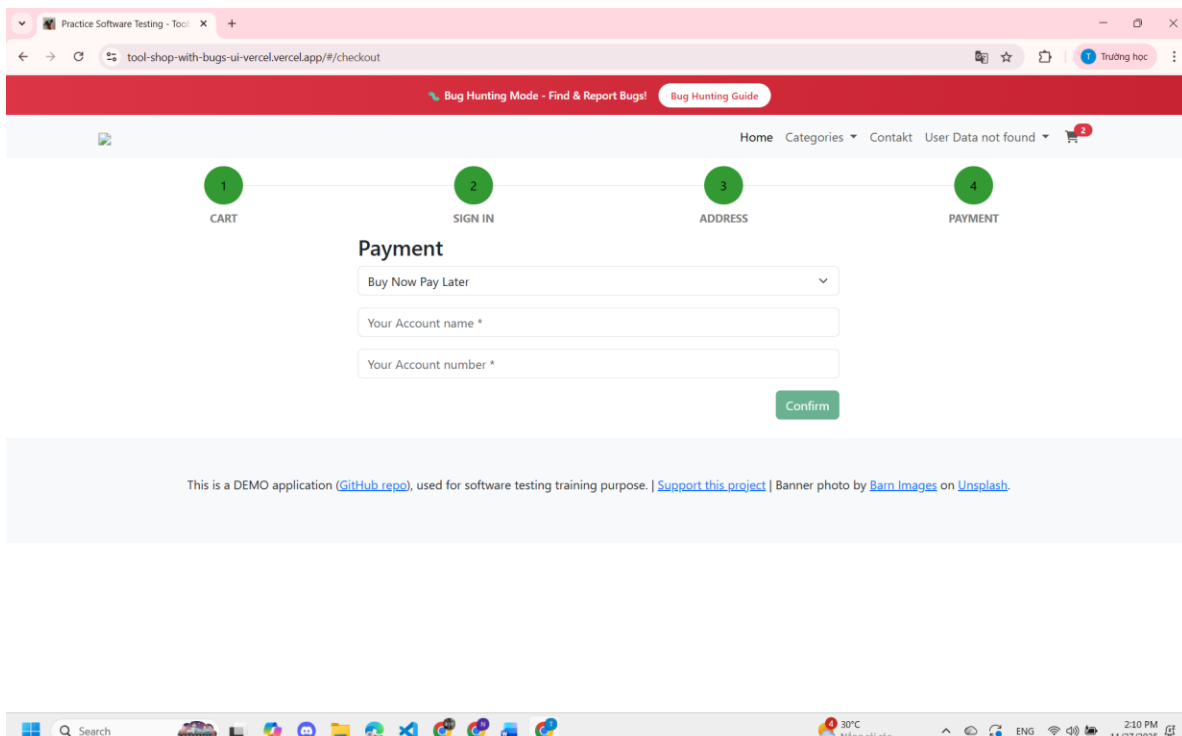 Practice Software Testing - Tool
tool-shop-with-bugs-ui-vercel.vercel.app/#/checkout
T Trường học
Bug Hunting Mode - Find & Report Bugs! Bug Hunting Guide
Home Categories Contakt User Data not found 2
1 2 3 4
CART SIGN IN ADDRESS PAYMENT
Payment
Buy Now Pay Later
Your Account name *
Your Account number *
Confirm
This is a DEMO application (GitHub repo), used for software testing training purpose. | Support this project | Banner photo by Barn Images on Unsplash.
Search
4 30°C
ENG 2:10 PM